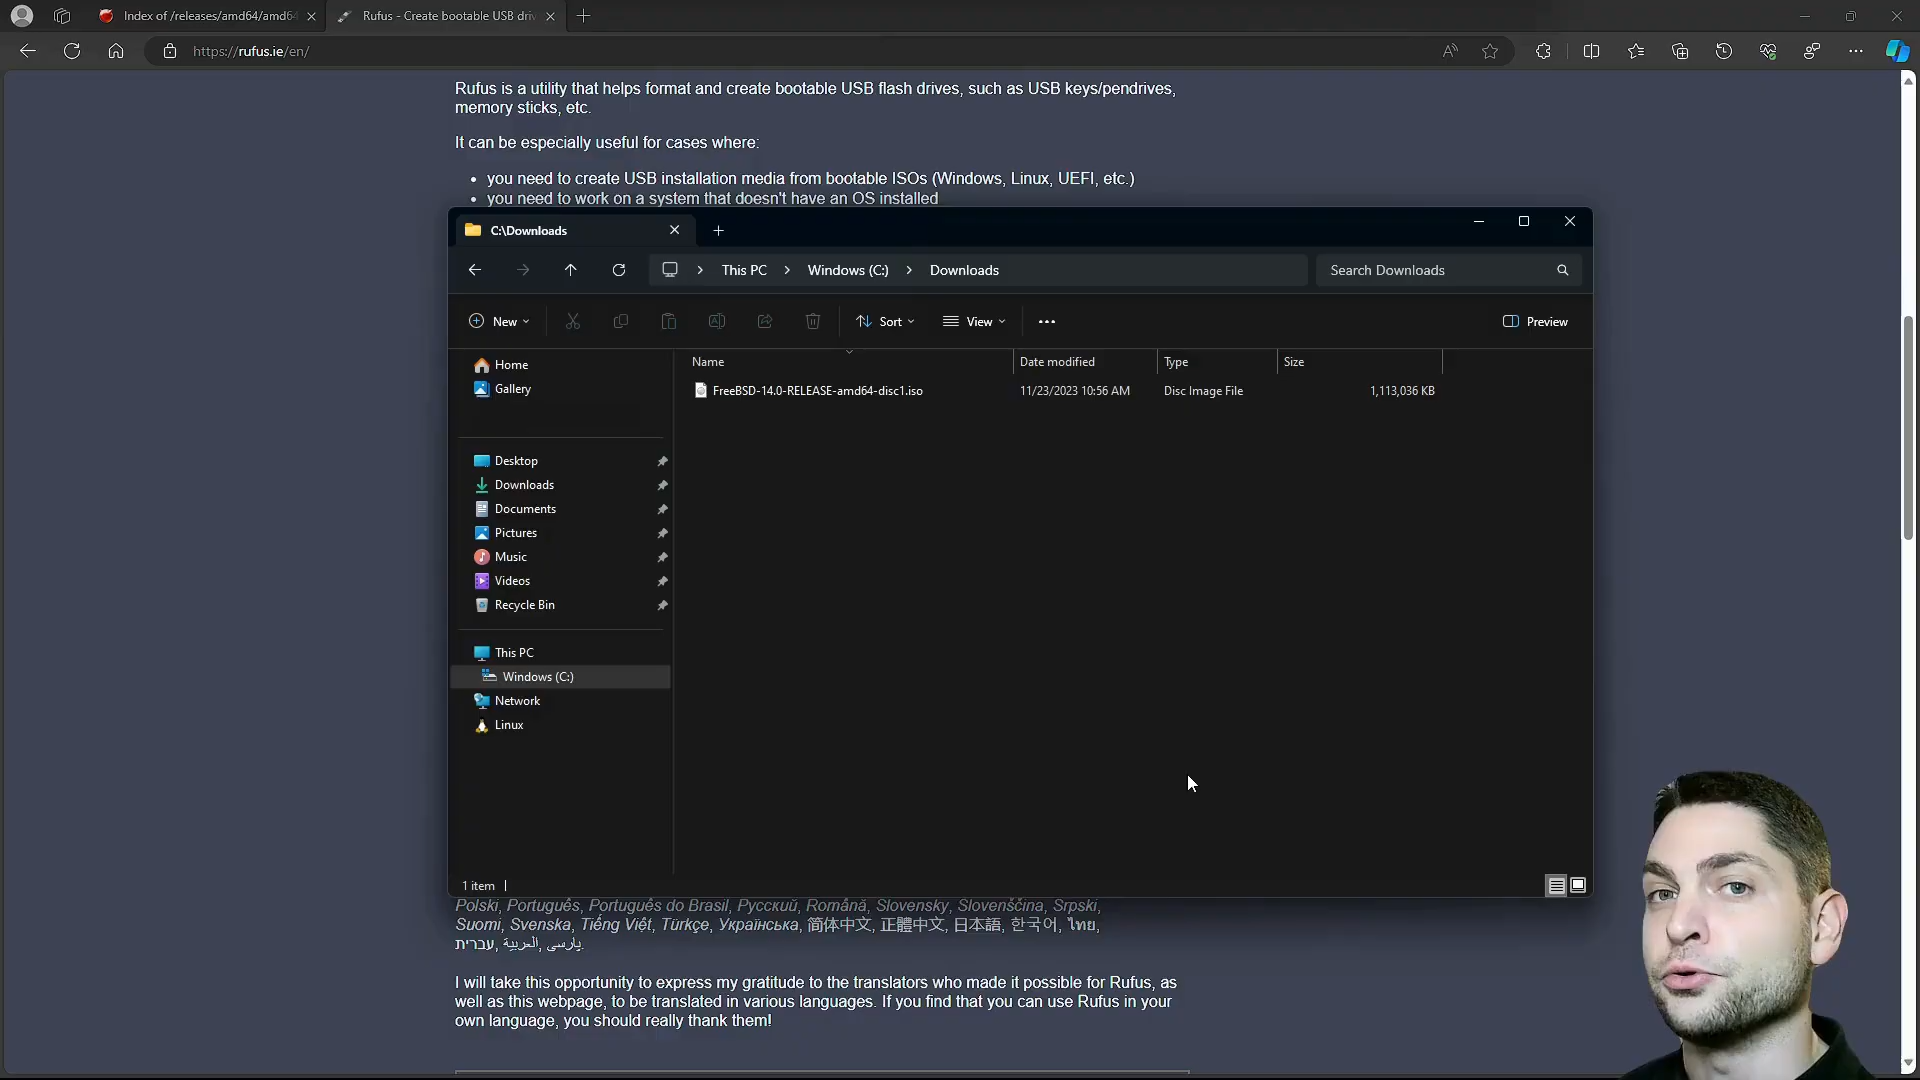 Index of /releases/amd64/amd64
Rufus - Create bootable USB driv
https://rufus.ie/en/
Rufus is a utility that helps format and create bootable USB flash drives, such as USB keys/pendrives,
memory sticks, etc.
It can be especially useful for cases where:
• you need to create USB installation media from bootable ISOs (Windows, Linux, UEFI, etc.)
• you need to work on a system that doesn't have an OS installed
C:\Downloads
This PC > Windows (C:) > Downloads
Search Downloads
New
Sort
View
Preview
Name Date modified Type Size
FreeBSD-14.0-RELEASE-amd64-disc1.iso 11/23/2023 10:56 AM Disc Image File 1,113,036 KB
Home
Gallery
Desktop
Downloads
Documents
Pictures
Music
Videos
Recycle Bin
This PC
Windows (C:)
Network
Linux
1 item
Polski, Português, Português do Brasil, Русский, Română, Slovensky, Slovenščina, Srpski,
Suomi, Svenska, Tiếng Việt, Türkçe, Українська, 简体中文, 正體中文, 日本語, 한국어, ไทย,
עברית, العربية, پارسی.
I will take this opportunity to express my gratitude to the translators who made it possible for Rufus, as
well as this webpage, to be translated in various languages. If you find that you can use Rufus in your
own language, you should really thank them!